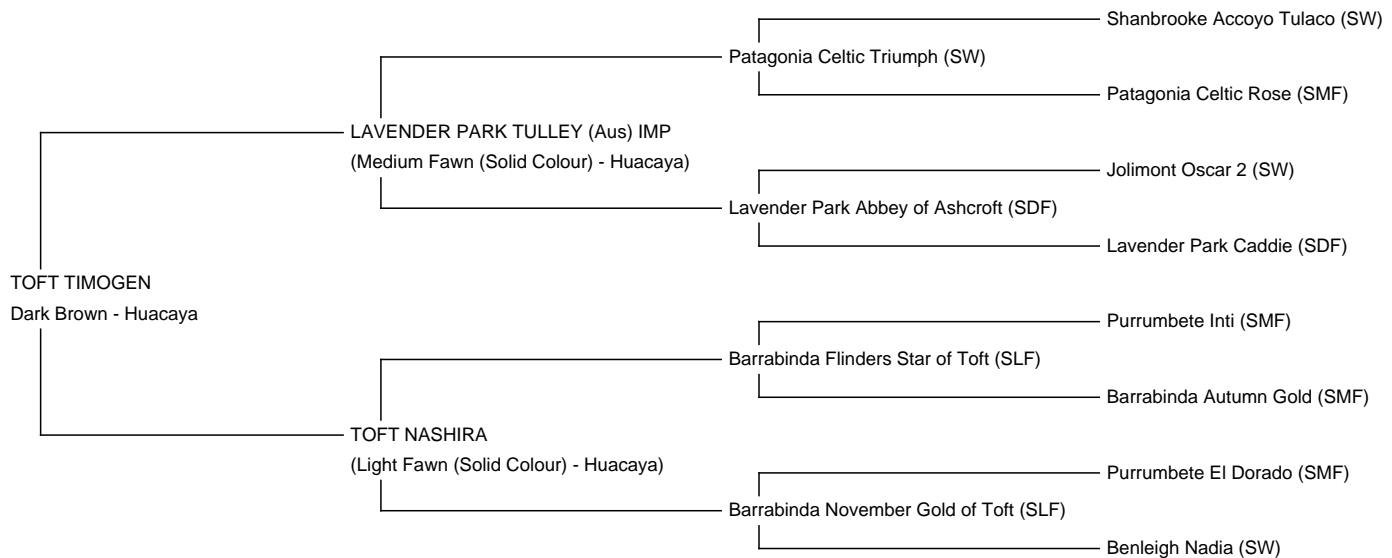 Shanbrooke Accoyo Tulaco (SW)
Patagonia Celtic Triumph (SW)
Patagonia Celtic Rose (SMF)
LAVENDER PARK TULLEY (Aus) IMP
(Medium Fawn (Solid Colour) - Huacaya)
Jolimont Oscar 2 (SW)
Lavender Park Abbey of Ashcroft (SDF)
Lavender Park Caddie (SDF)
TOFT TIMOGEN
Dark Brown - Huacaya
Purrumbete Inti (SMF)
Barrabinda Flinders Star of Toft (SLF)
Barrabinda Autumn Gold (SMF)
TOFT NASHIRA
(Light Fawn (Solid Colour) - Huacaya)
Purrumbete El Dorado (SMF)
Barrabinda November Gold of Toft (SLF)
Benleigh Nadia (SW)